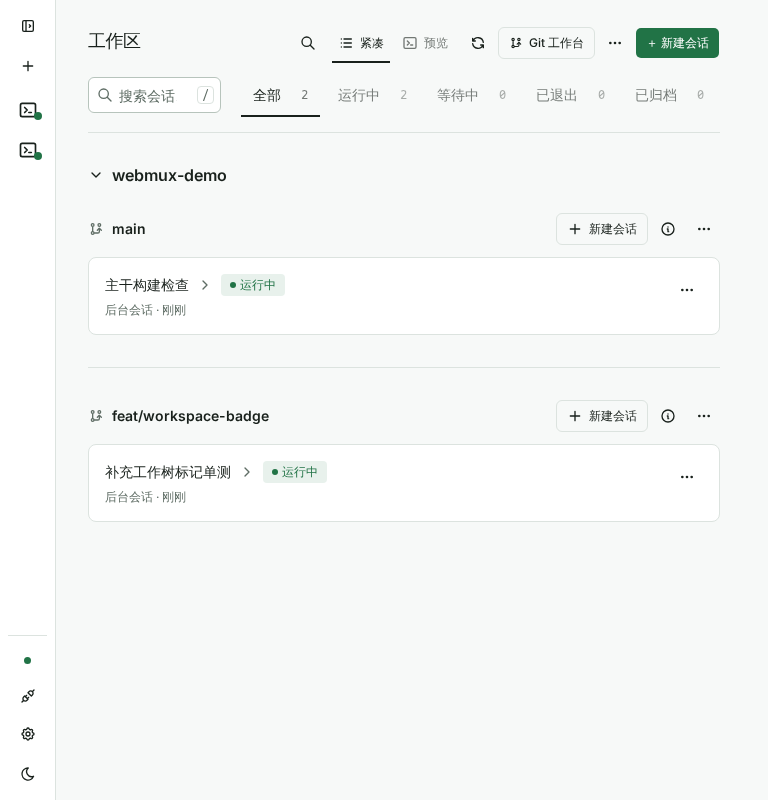 工作区
紧凑
预览
Git 工作台
+ 新建会话
搜索会话 /
全部 2
运行中 2
等待中 0
已退出 0
已归档 0
webmux-demo
main
+ 新建会话
主干构建检查 > 运行中
后台会话 · 刚刚
feat/workspace-badge
+ 新建会话
补充工作树标记单测 > 运行中
后台会话 · 刚刚